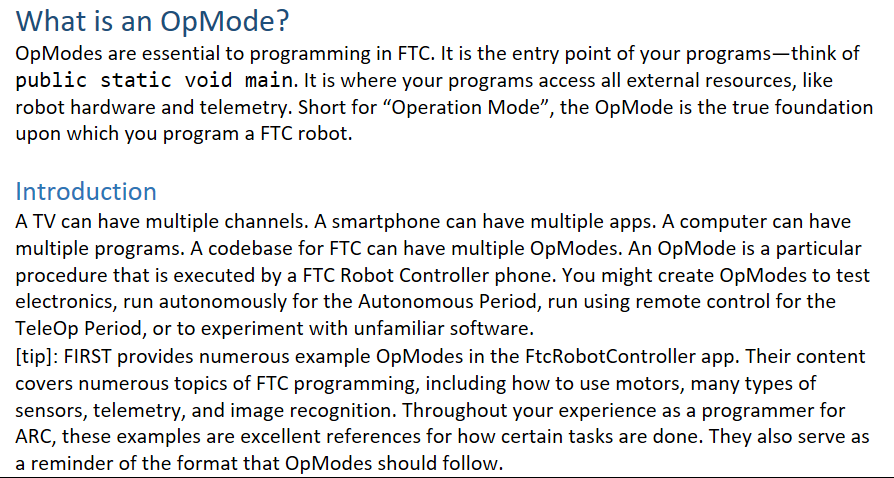 What is an OpMode?
OpModes are essential to programming in FTC. It is the entry point of your programs—think of
public static void main. It is where your programs access all external resources, like
robot hardware and telemetry. Short for “Operation Mode”, the OpMode is the true foundation
upon which you program a FTC robot.
Introduction
A TV can have multiple channels. A smartphone can have multiple apps. A computer can have
multiple programs. A codebase for FTC can have multiple OpModes. An OpMode is a particular
procedure that is executed by a FTC Robot Controller phone. You might create OpModes to test
electronics, run autonomously for the Autonomous Period, run using remote control for the
TeleOp Period, or to experiment with unfamiliar software.
[tip]: FIRST provides numerous example OpModes in the FtcRobotController app. Their content
covers numerous topics of FTC programming, including how to use motors, many types of
sensors, telemetry, and image recognition. Throughout your experience as a programmer for
ARC, these examples are excellent references for how certain tasks are done. They also serve as
a reminder of the format that OpModes should follow.